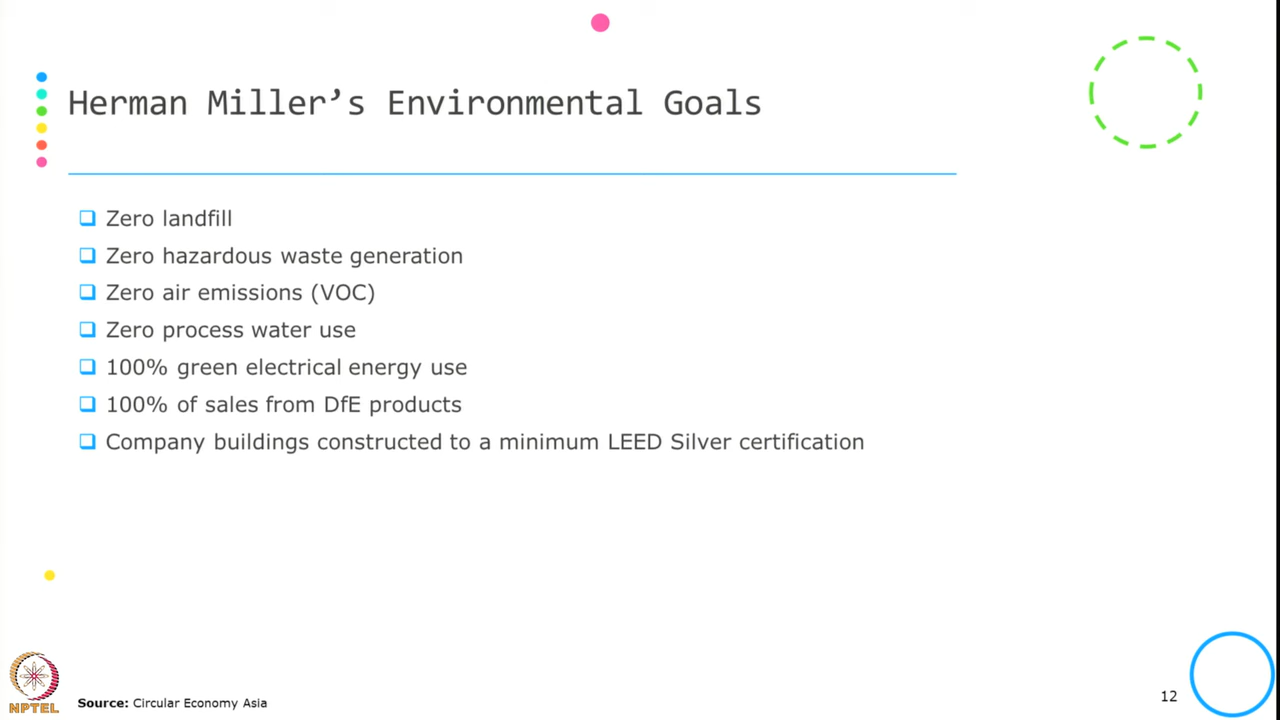 Herman Miller’s Environmental Goals
Zero landfill
Zero hazardous waste generation
Zero air emissions (VOC)
Zero process water use
100% green electrical energy use
100% of sales from DfE products
Company buildings constructed to a minimum LEED Silver certification
NPTEL
Source: Circular Economy Asia
12